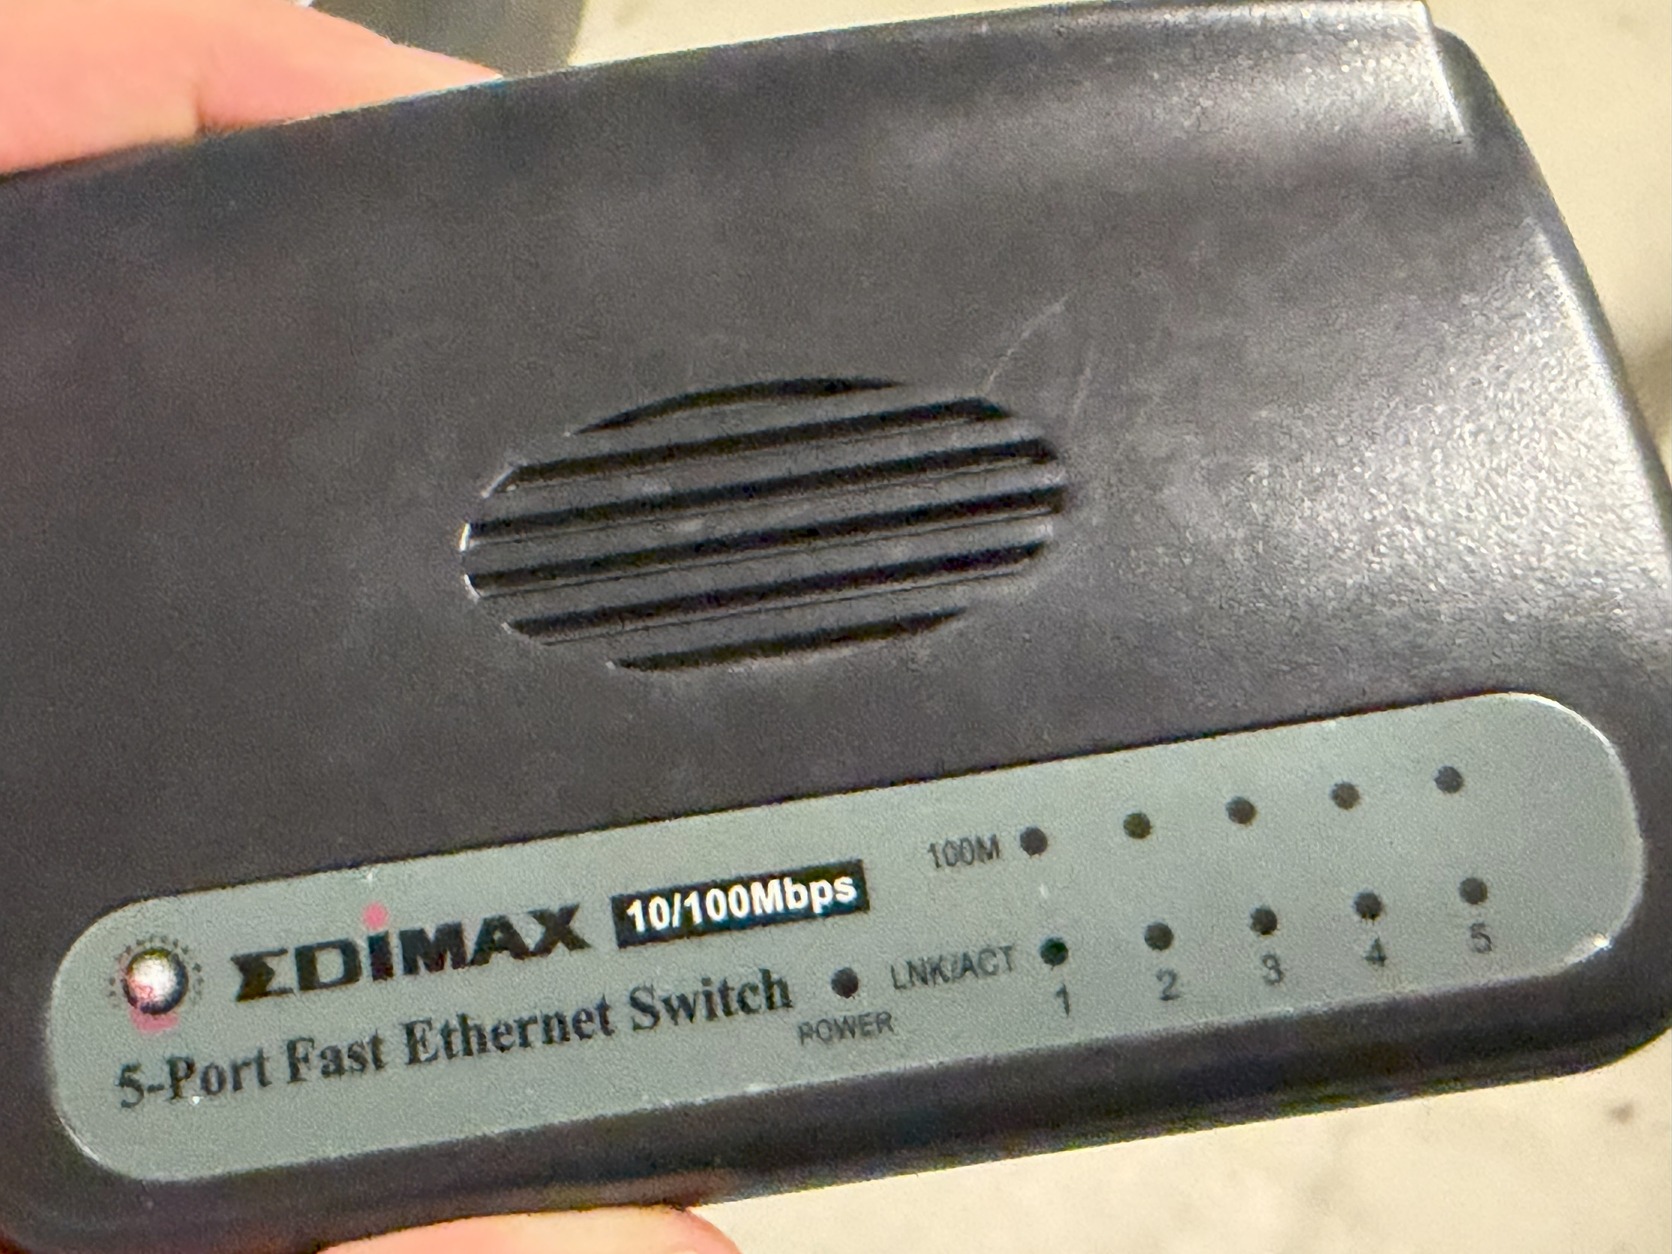 EDiMAX 10/100Mbps
5-Port Fast Ethernet Switch
POWER
100M
LNK/ACT
1 2 3 4 5